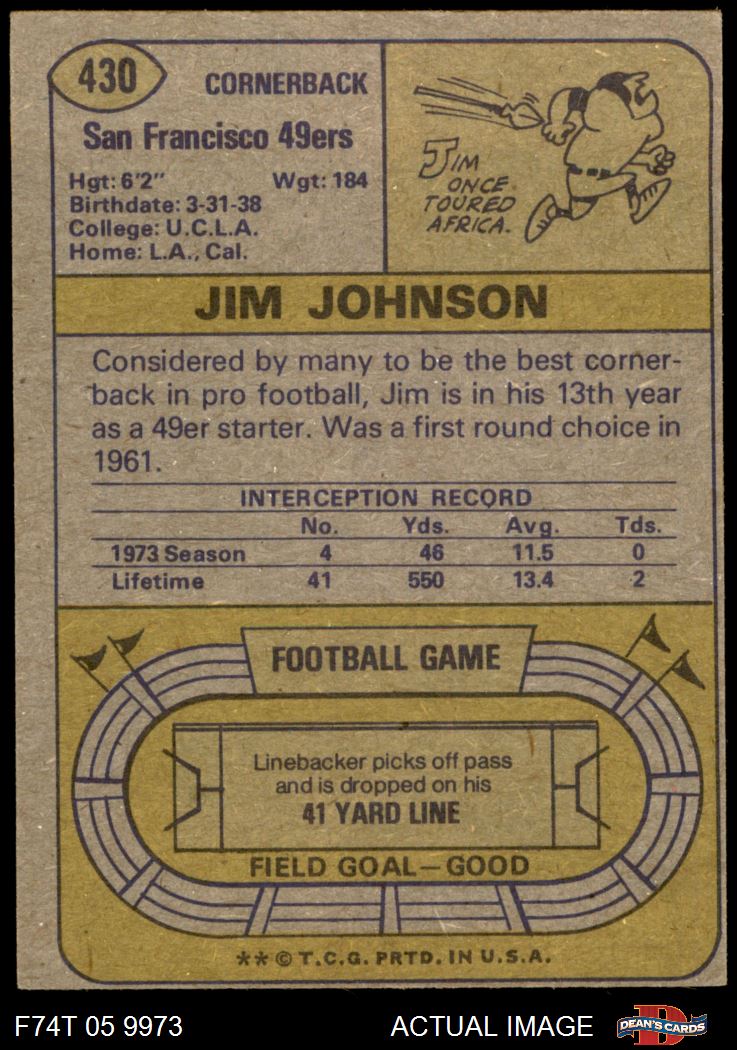 430
CORNERBACK
San Francisco 49ers
Hgt: 6'2" Wgt: 184
Birthdate: 3-31-38
College: U.C.L.A.
Home: L.A., Cal.
JIM
ONCE
TOURED
AFRICA.
JIM JOHNSON
Considered by many to be the best corner-
back in pro football, Jim is in his 13th year
as a 49er starter. Was a first round choice in
1961.
INTERCEPTION RECORD
No. Yds. Avg. Tds.
1973 Season 4 46 11.5 0
Lifetime 41 550 13.4 2
FOOTBALL GAME
Linebacker picks off pass
and is dropped on his
41 YARD LINE
FIELD GOAL—GOOD
** © T.C.G. PRTD. IN U.S.A.
F74T 05 9973 ACTUAL IMAGE D DEAN'S CARDS